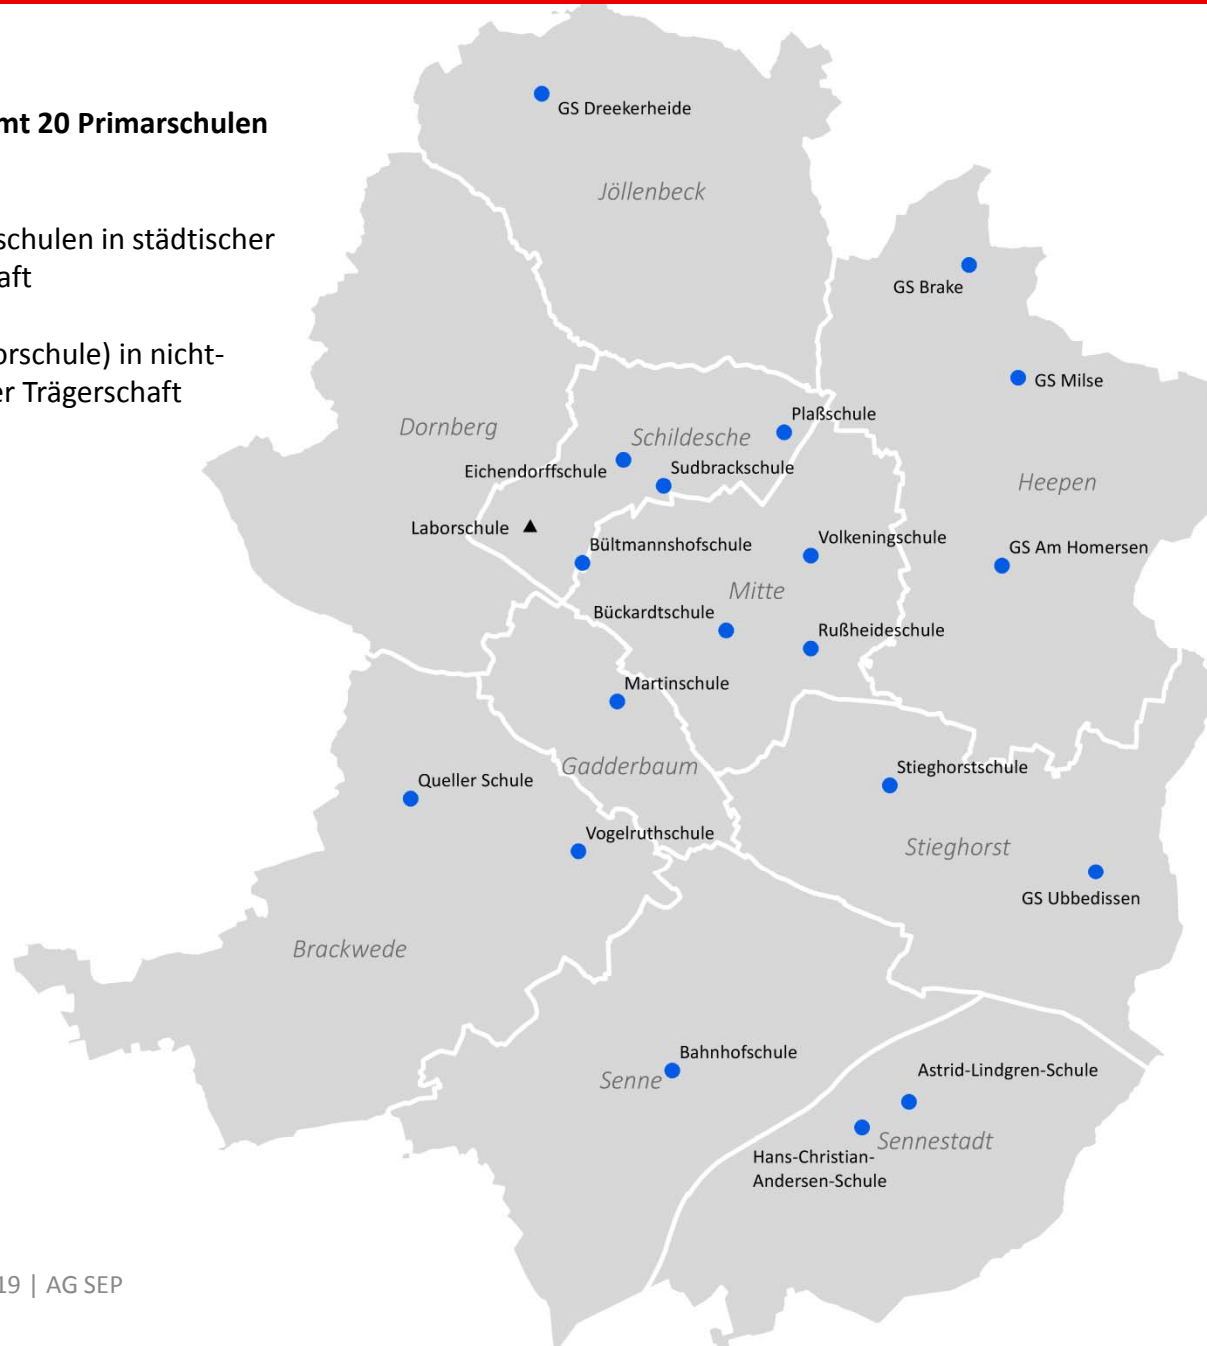 mt 20 Primarschulen
schulen in städtischer
aft
orschule) in nicht-
er Trägerschaft
GS Dreekerheide
Jöllenbeck
GS Brake
GS Milse
Plaßschule
Dornberg
Schildesche
Eichendorffschule
Sudbrackschule
Heepen
Laborschule
Bültmannshofschule
Volkeningschule
GS Am Homersen
Mitte
Bückardtschule
Rußheideschule
Martinschule
Gadderbaum
Stieghorstschule
Queller Schule
Vogelruthschule
Stieghorst
GS Ubbedissen
Brackwede
Bahnhofschule
Senne
Astrid-Lindgren-Schule
Sennestadt
Hans-Christian-
Andersen-Schule
19 | AG SEP